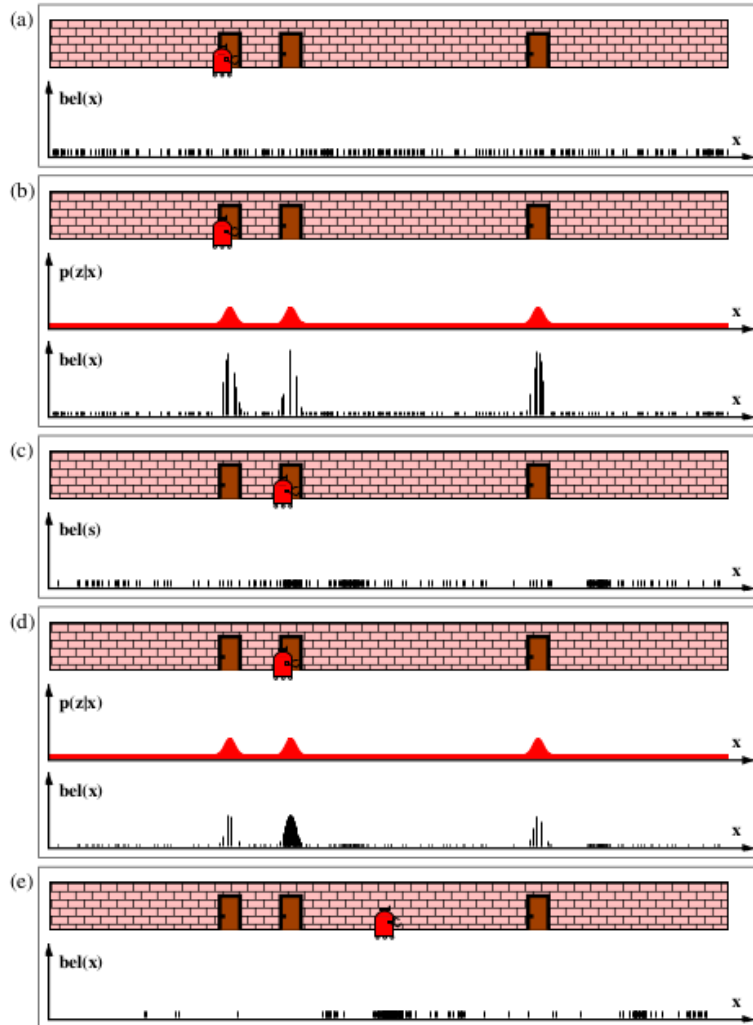 (a)
bel(x)
x
(b)
p(z|x)
x
bel(x)
x
(c)
bel(s)
x
(d)
p(z|x)
x
bel(x)
x
(e)
bel(x)
x